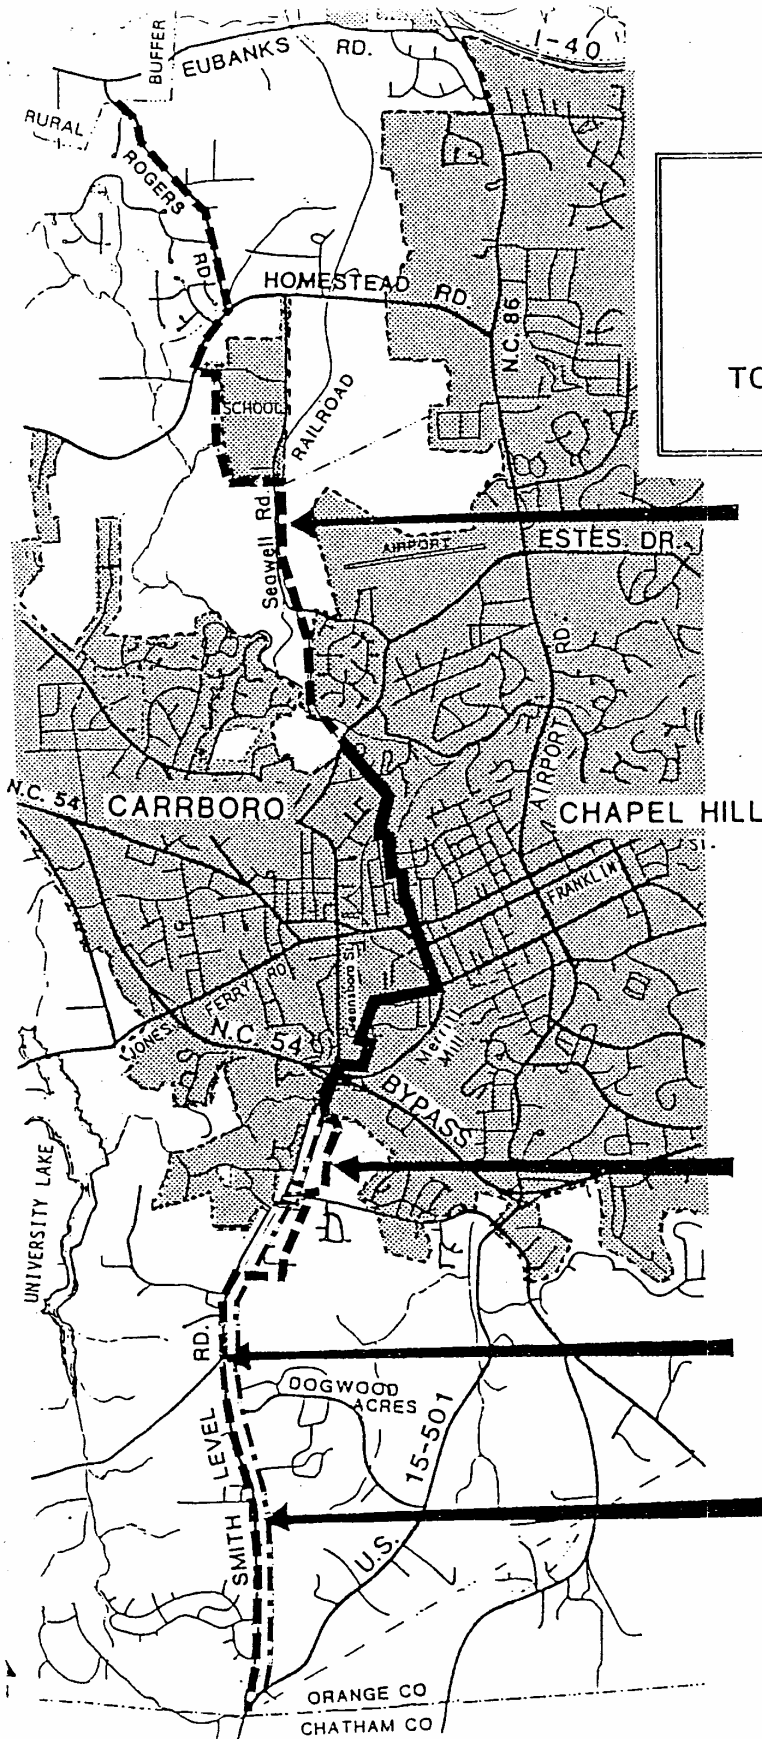 I-40
BUFFER
EUBANKS RD.
RURAL
ROGERS
RD
HOMESTEAD RD
N.C. 86
TO
SCHOOL
RAILROAD
Seawell Rd.
AIRPORT
ESTES. DR.
AIRPORT RD.
N.C. 54
CARRBORO
CHAPEL HILL
FRANKLIN ST.
Greensboro St.
JONES FERRY RD.
N.C. 54
BYPASS
Merritt Mill
UNIVERSITY LAKE
SMITH LEVEL RD.
DOGWOOD
ACRES
U.S. 15-501
ORANGE CO
CHATHAM CO